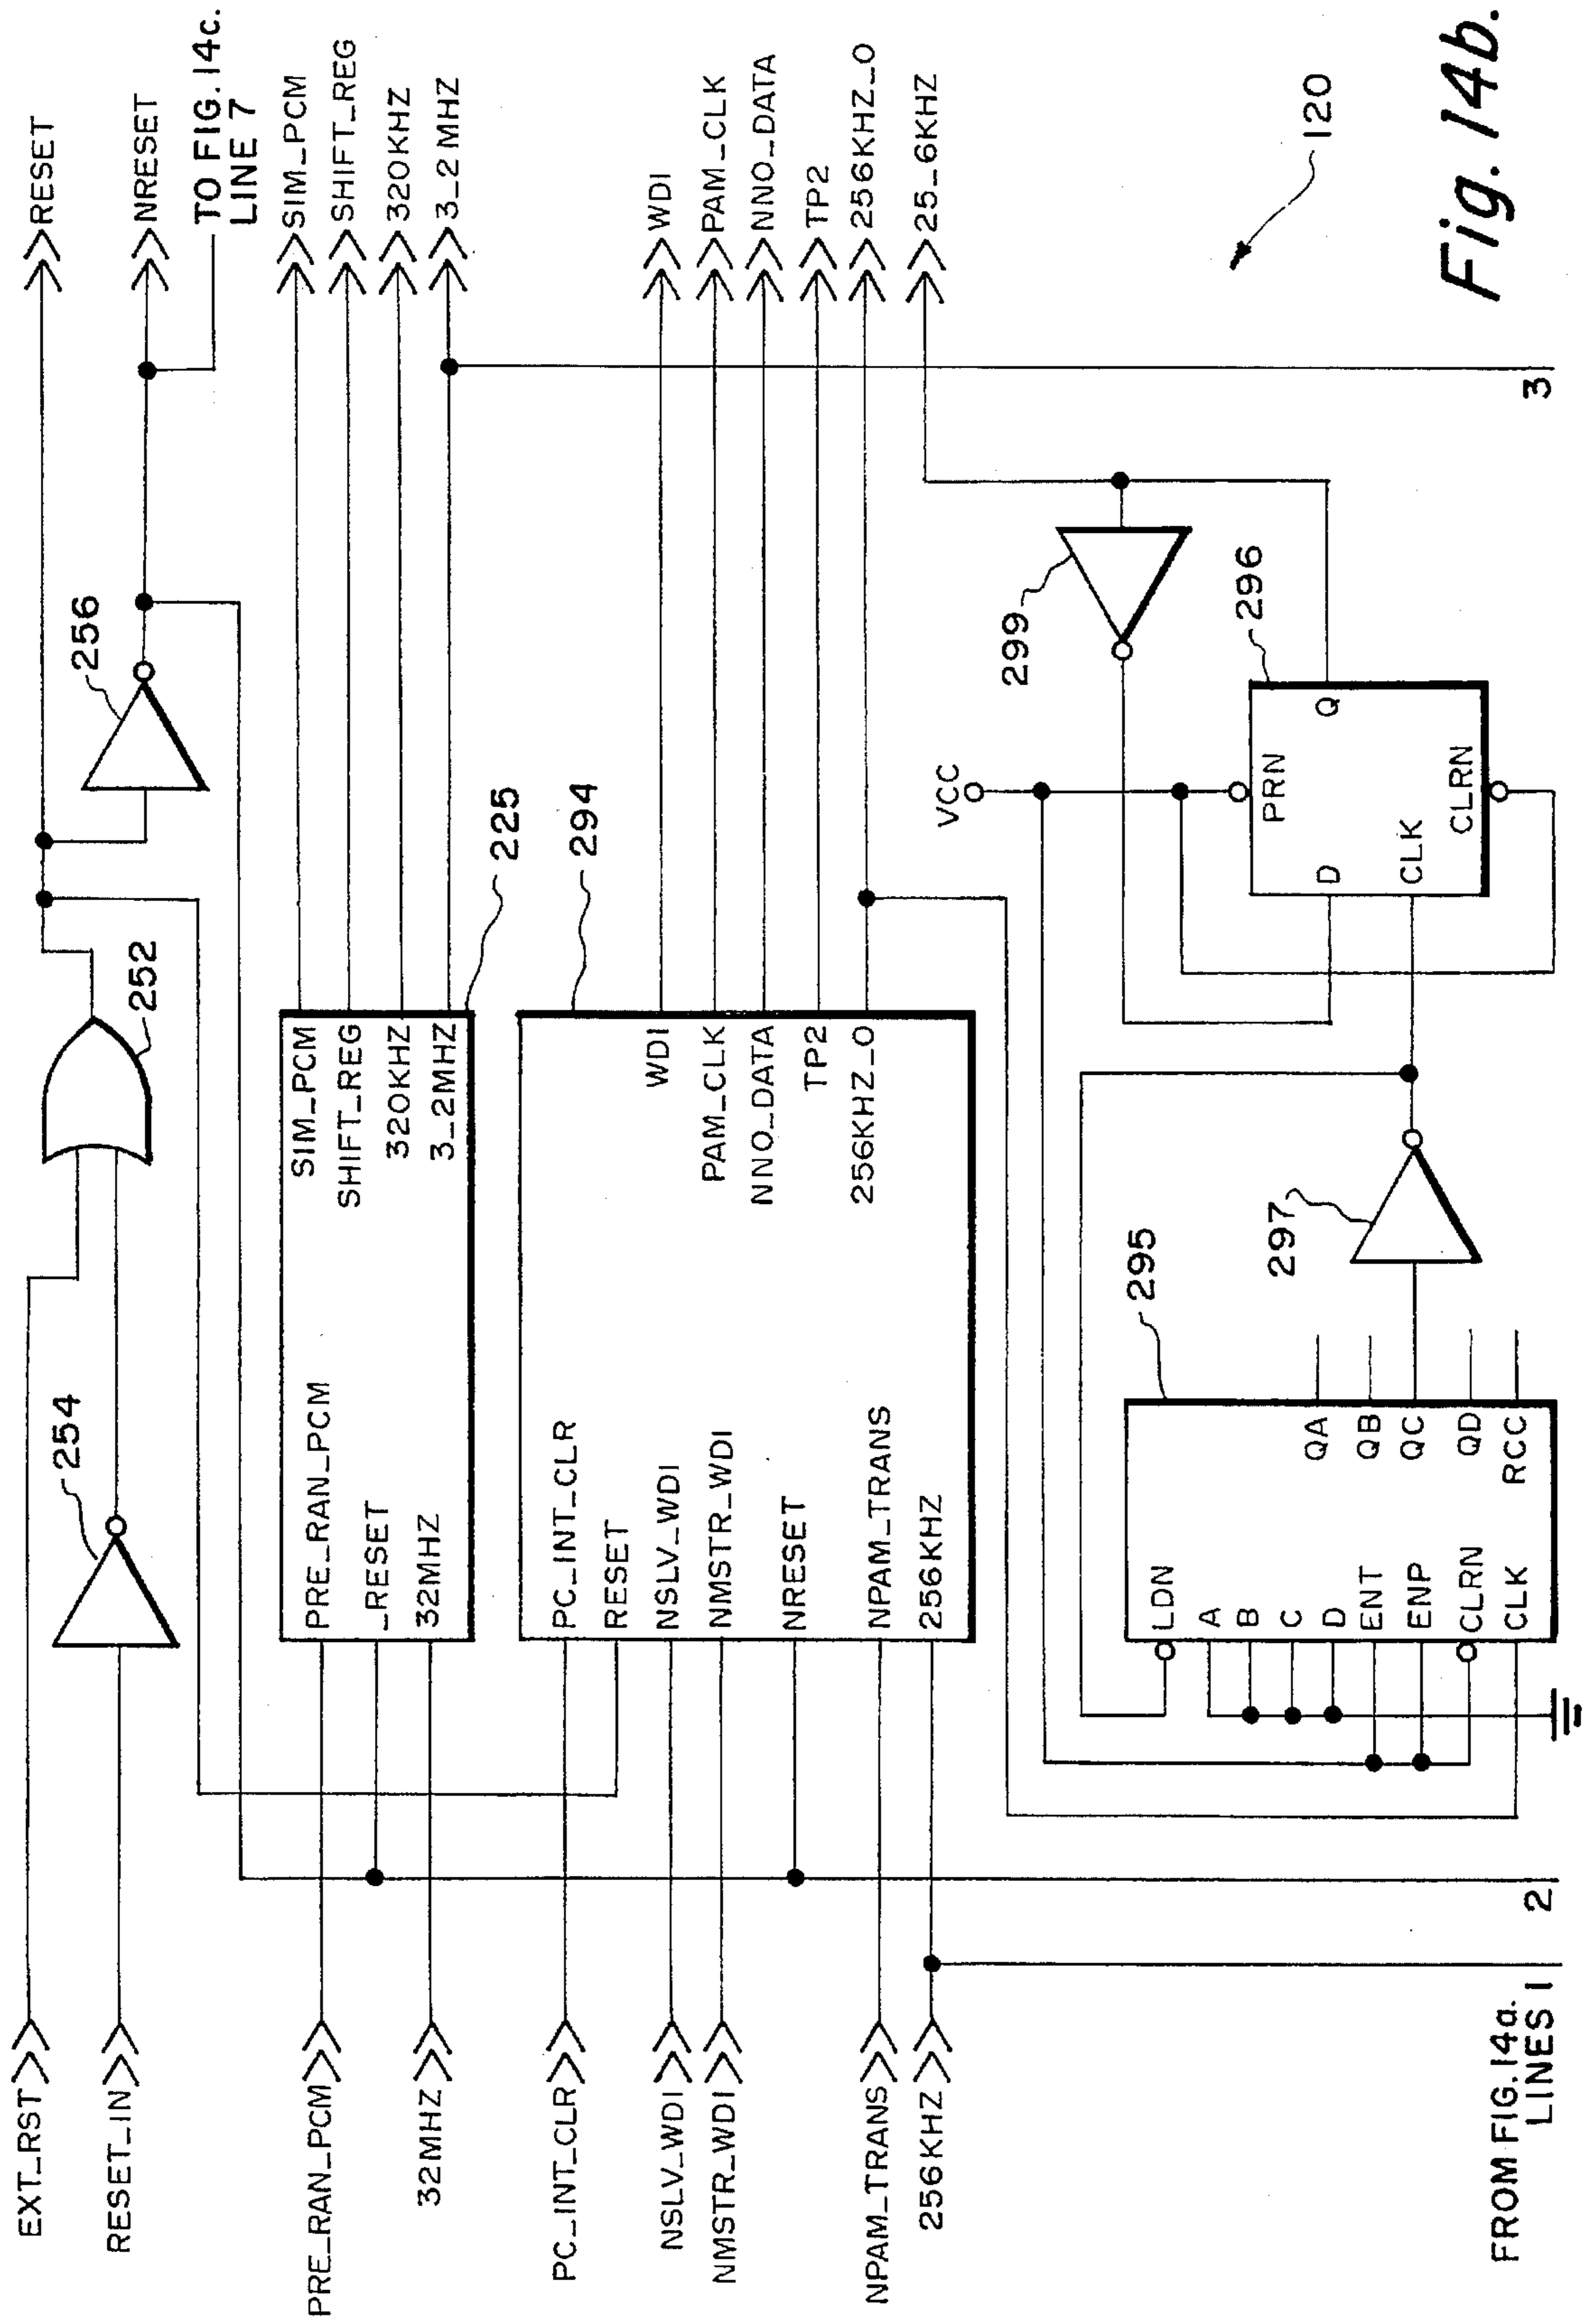 EXT_RST
RESET_IN
254
252
256
RESET
NRESET
TO FIG. 14c.
LINE 7
PRE_RAN_PCM
32MHZ
PRE_RAN_PCM
_RESET
32MHZ
SIM_PCM
SHIFT_REG
320KHZ
3_2MHZ
225
SIM_PCM
SHIFT_REG
320KHZ
3_2MHZ
PC_INT_CLR
NSLV_WDI
NMSTR_WDI
NPAM_TRANS
256KHZ
PC_INT_CLR
RESET
NSLV_WDI
NMSTR_WDI
NRESET
NPAM_TRANS
256KHZ
WDI
PAM_CLK
NNO_DATA
TP2
256KHZ_O
294
WDI
PAM_CLK
NNO_DATA
TP2
256KHZ_O
25_6KHZ
VCC
299
295
LDN
A
B
C
D
ENT
ENP
CLRN
CLK
QA
QB
QC
QD
RCC
297
296
PRN
D
CLK
CLRN
Q
120
FROM FIG. 14a.
LINES 1
2
3
Fig. 14b.